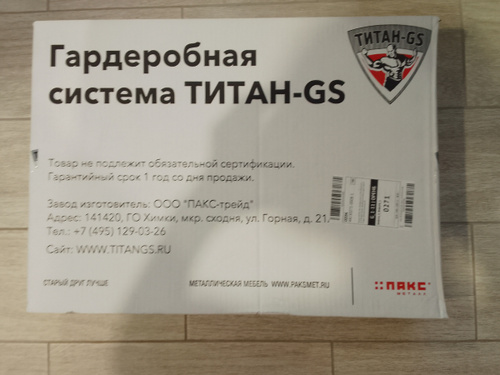 Гардеробная
система ТИТАН-GS
ТИТАН-GS
Товар не подлежит обязательной сертификации.
Гарантийный срок 1 год со дня продажи.
Завод изготовитель: ООО "ПАКС-трейд"
Адрес: 141420, ГО Химки, мкр. сходня, ул. Горная, д. 21.
Тел.: +7 (495) 129-03-26
Сайт: WWW.TITANGS.RU
0271
СТАРЫЙ ДРУГ ЛУЧШЕ
МЕТАЛЛИЧЕСКАЯ МЕБЕЛЬ WWW.PAKSMET.RU
ПАКС
МЕТАЛЛ